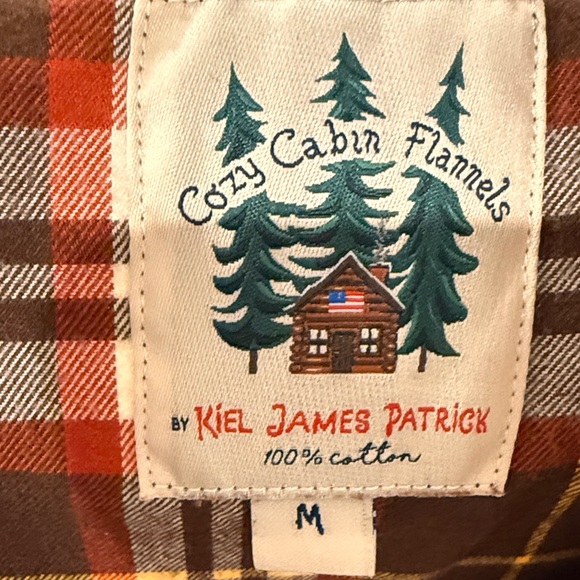 Cozy Cabin Flannels
BY KIEL JAMES PATRICK
100% cotton
M